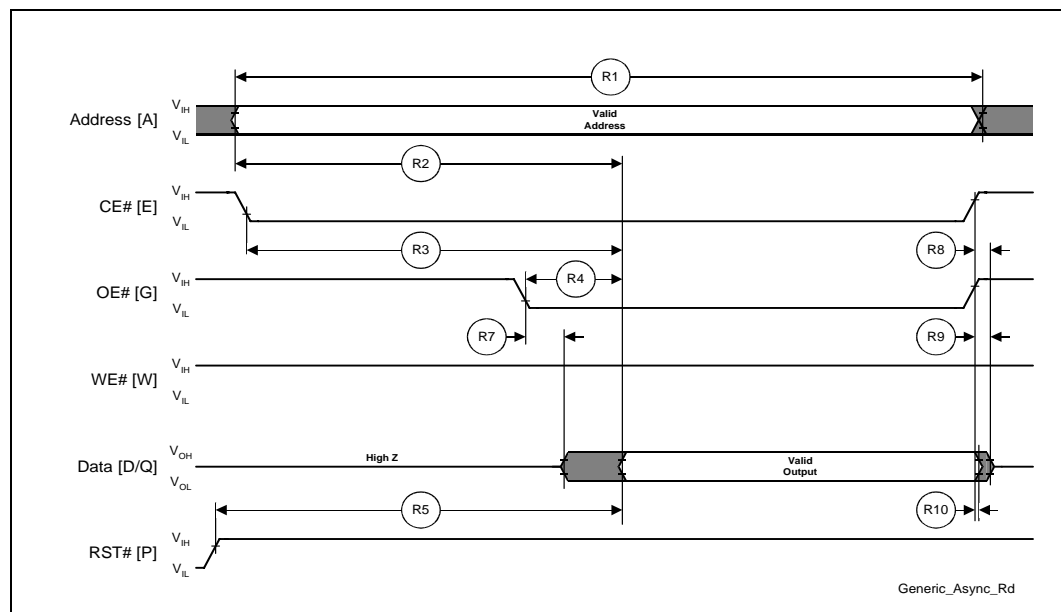 R1
V_IH
Address [A]
Valid
Address
V_IL
R2
V_IH
CE# [E]
V_IL
R3
R8
V_IH
R4
OE# [G]
V_IL
R7
R9
V_IH
WE# [W]
V_IL
V_OH
High Z
Data [D/Q]
Valid
Output
V_OL
R5
R10
V_IH
RST# [P]
V_IL
Generic_Async_Rd